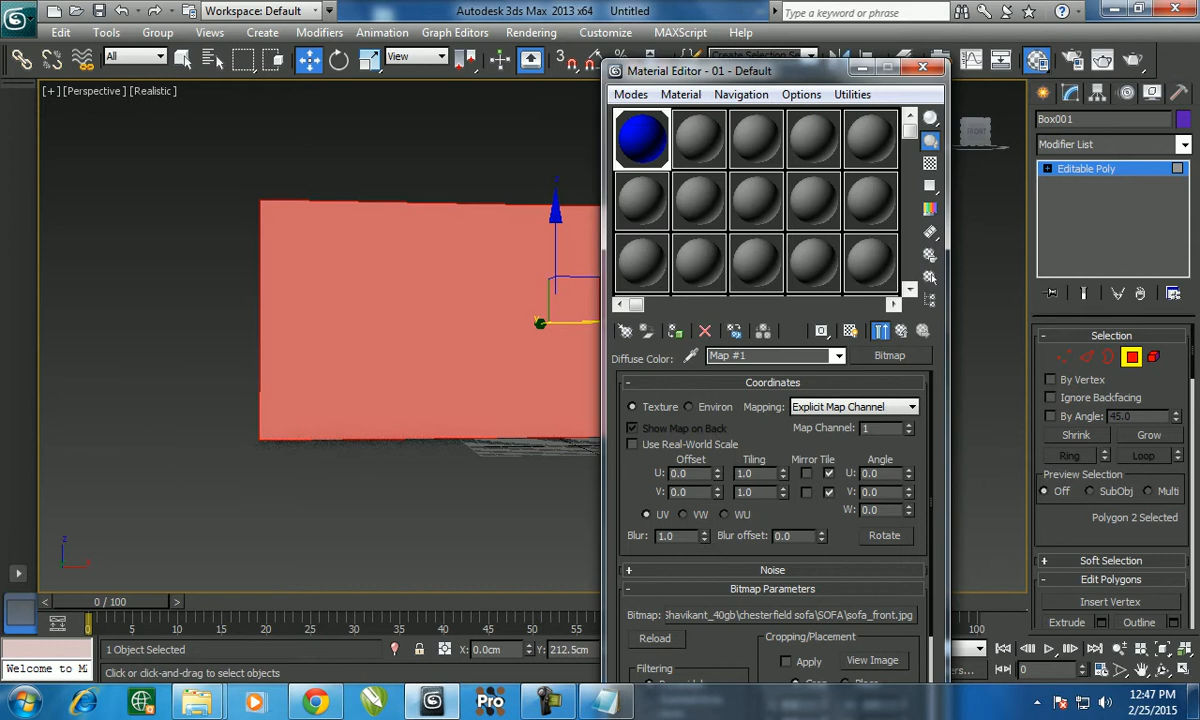 Workspace: Default
Autodesk 3ds Max 2013 x64 Untitled
Type a keyword or phrase
Edit Tools Group Views Create Modifiers Animation Graph Editors Rendering Customize MAXScript Help
All
View
3
[+] [Perspective] [Realistic]
FRONT
Material Editor - 01 - Default
Modes Material Navigation Options Utilities
Diffuse Color: Map #1 Bitmap
- Coordinates
Texture Environ Mapping: Explicit Map Channel
Show Map on Back Map Channel: 1
Use Real-World Scale
Offset Tiling Mirror Tile Angle
U: 0.0 1.0 U: 0.0
V: 0.0 1.0 V: 0.0
W: 0.0
UV VW WU
Blur: 1.0 Blur offset: 0.0 Rotate
+ Noise
- Bitmap Parameters
Bitmap: havikant_40gb\chesterfield sofa\SOFA\sofa_front.jpg
Reload
Cropping/Placement
Apply View Image
Filtering
Box001
Modifier List
Editable Poly
- Selection
By Vertex
Ignore Backfacing
By Angle: 45.0
Shrink Grow
Ring Loop
Preview Selection
Off SubObj Multi
Polygon 2 Selected
+ Soft Selection
- Edit Polygons
Insert Vertex
Extrude Outline
z
x
< 0 / 100 >
0 5 10 15 20 25 30 35 40 45 50 55 100
1 Object Selected
X: 0.0cm Y: 212.5cm
Welcome to M
Click or click-and-drag to select objects
0
Pro
12:47 PM
2/25/2015